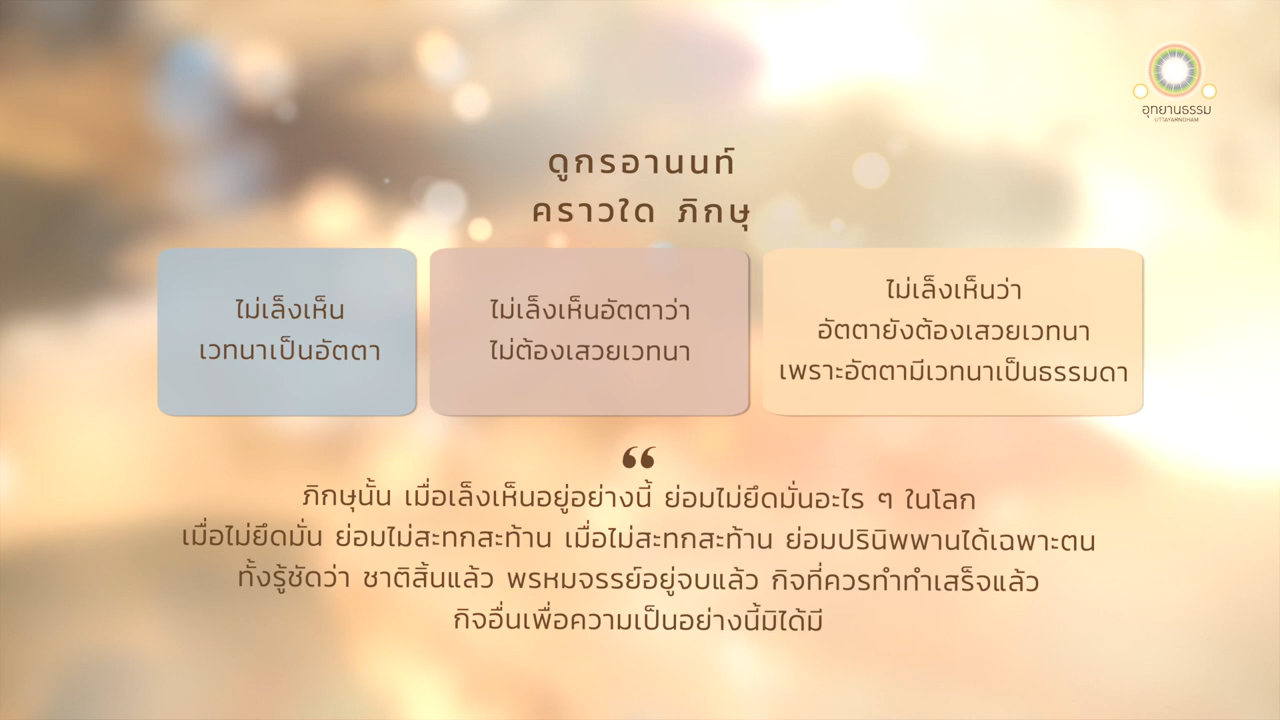 อุทยานธรรม
UTTAYARNDHAM
ดูกรอานนท์
คราวใด ภิกษุ
ไม่เล็งเห็น
เวทนาเป็นอัตตา
ไม่เล็งเห็นอัตตาว่า
ไม่ต้องเสวยเวทนา
ไม่เล็งเห็นว่า
อัตตายังต้องเสวยเวทนา
เพราะอัตตามีเวทนาเป็นธรรมดา
“
ภิกษุนั้น เมื่อเล็งเห็นอยู่อย่างนี้ ย่อมไม่ยึดมั่นอะไร ๆ ในโลก
เมื่อไม่ยึดมั่น ย่อมไม่สะทกสะท้าน เมื่อไม่สะทกสะท้าน ย่อมปรินิพพานได้เฉพาะตน
ทั้งรู้ชัดว่า ชาติสิ้นแล้ว พรหมจรรย์อยู่จบแล้ว กิจที่ควรทำทำเสร็จแล้ว
กิจอื่นเพื่อความเป็นอย่างนี้มิได้มี